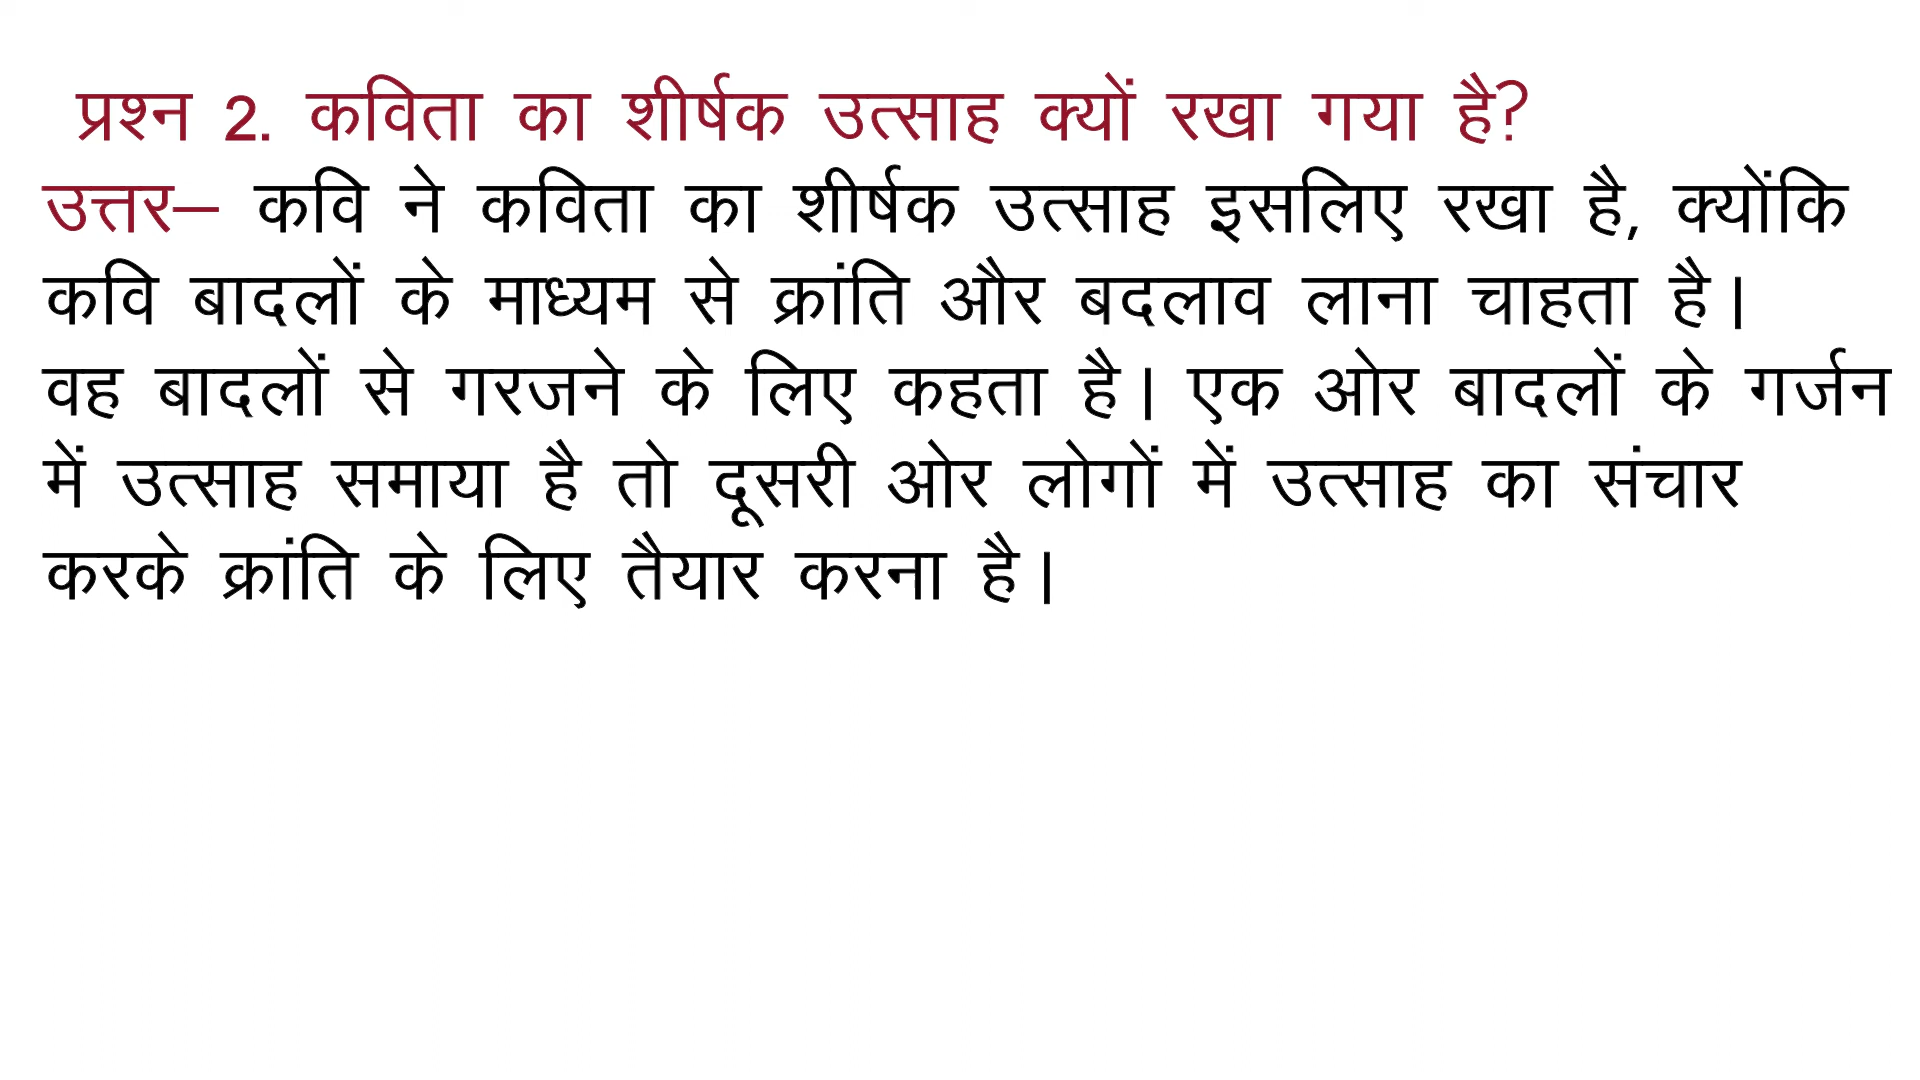 प्रश्न 2. कविता का शीर्षक उत्साह क्यों रखा गया है?
उत्तर– कवि ने कविता का शीर्षक उत्साह इसलिए रखा है, क्योंकि
कवि बादलों के माध्यम से क्रांति और बदलाव लाना चाहता है।
वह बादलों से गरजने के लिए कहता है। एक ओर बादलों के गर्जन
में उत्साह समाया है तो दूसरी ओर लोगों में उत्साह का संचार
करके क्रांति के लिए तैयार करना है।